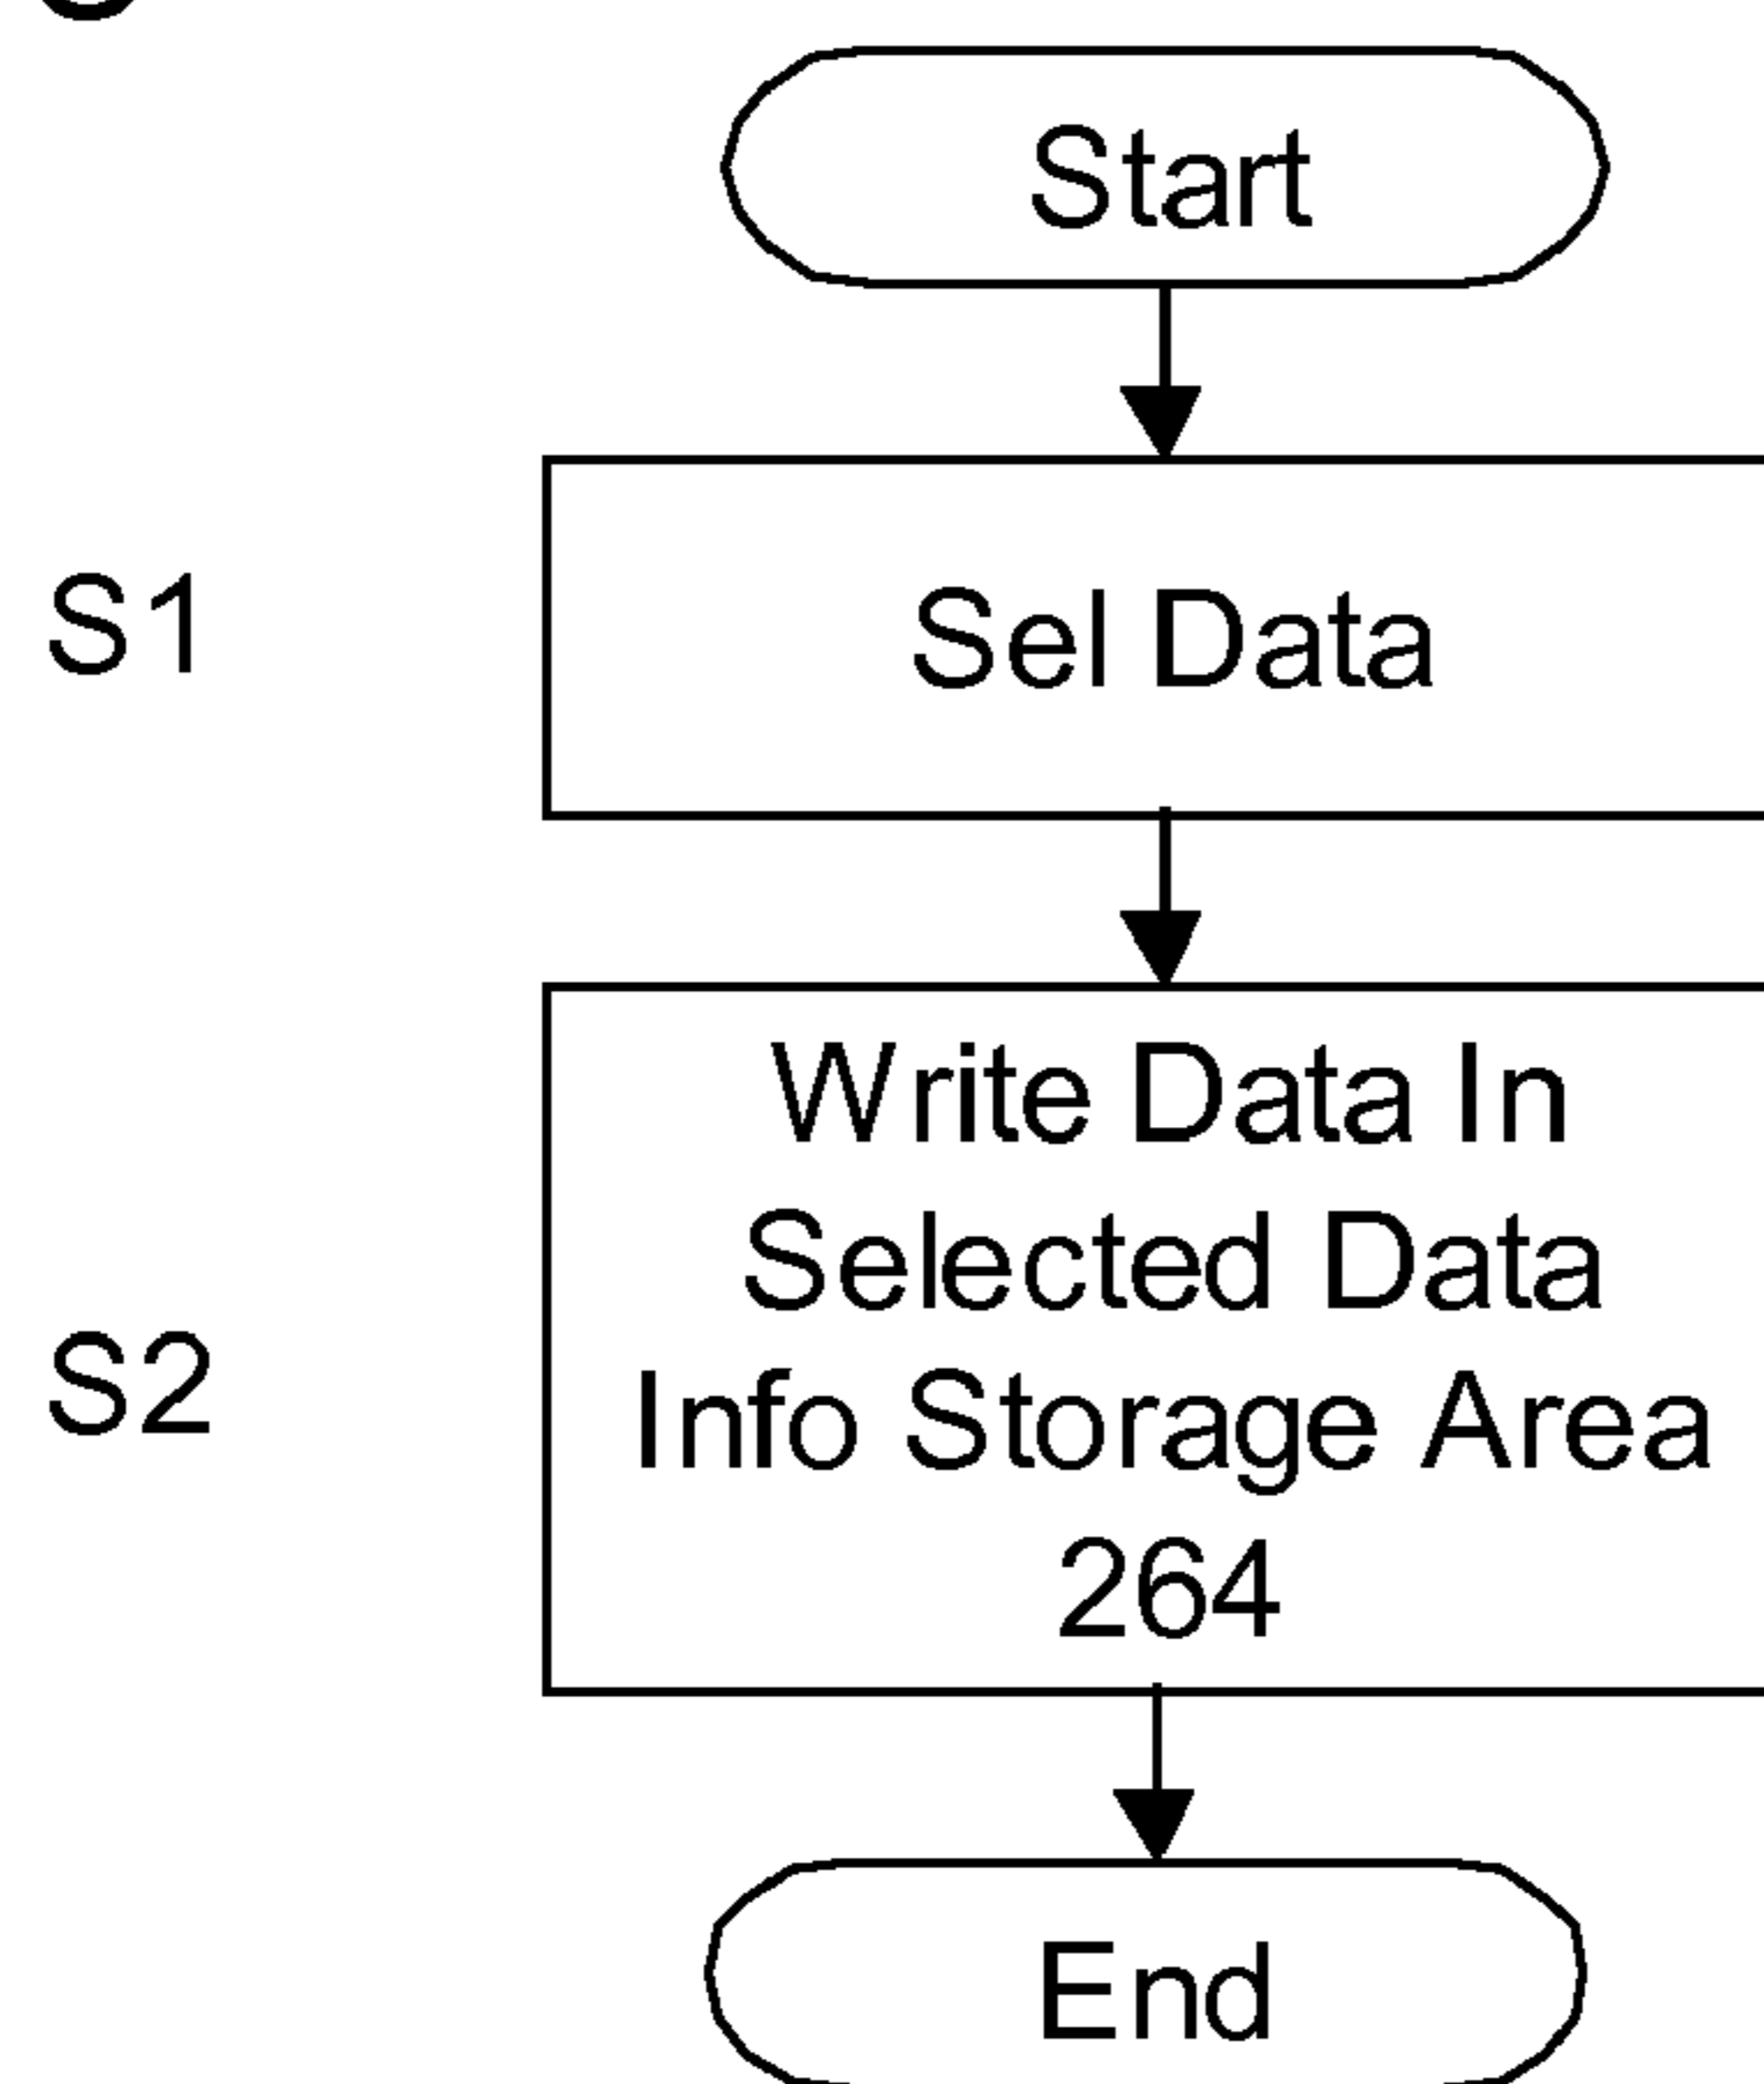 Start
S1
Sel Data
Write Data In
Selected Data
S2
Info Storage Area
264
End